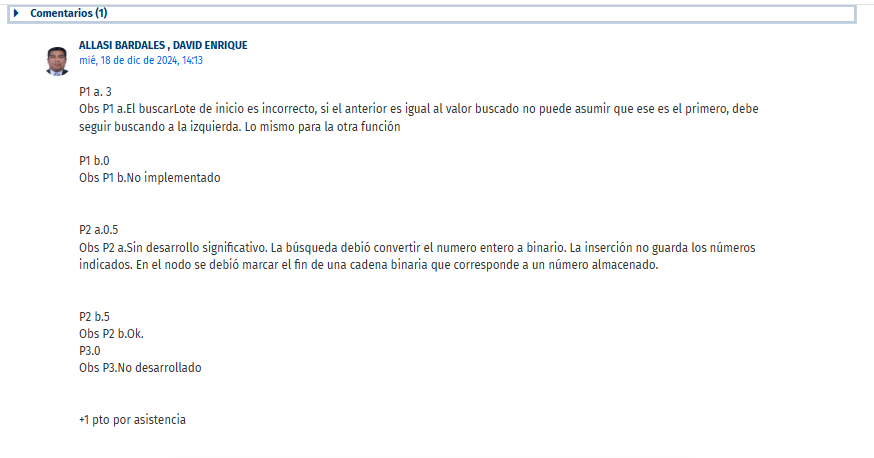 Comentarios (1)
ALLASI BARDALES , DAVID ENRIQUE
mié, 18 de dic de 2024, 14:13
P1 a. 3
Obs P1 a.El buscarLote de inicio es incorrecto, si el anterior es igual al valor buscado no puede asumir que ese es el primero, debe
seguir buscando a la izquierda. Lo mismo para la otra función
P1 b.0
Obs P1 b.No implementado
P2 a.0.5
Obs P2 a.Sin desarrollo significativo. La búsqueda debió convertir el numero entero a binario. La inserción no guarda los números
indicados. En el nodo se debió marcar el fin de una cadena binaria que corresponde a un número almacenado.
P2 b.5
Obs P2 b.Ok.
P3.0
Obs P3.No desarrollado
+1 pto por asistencia